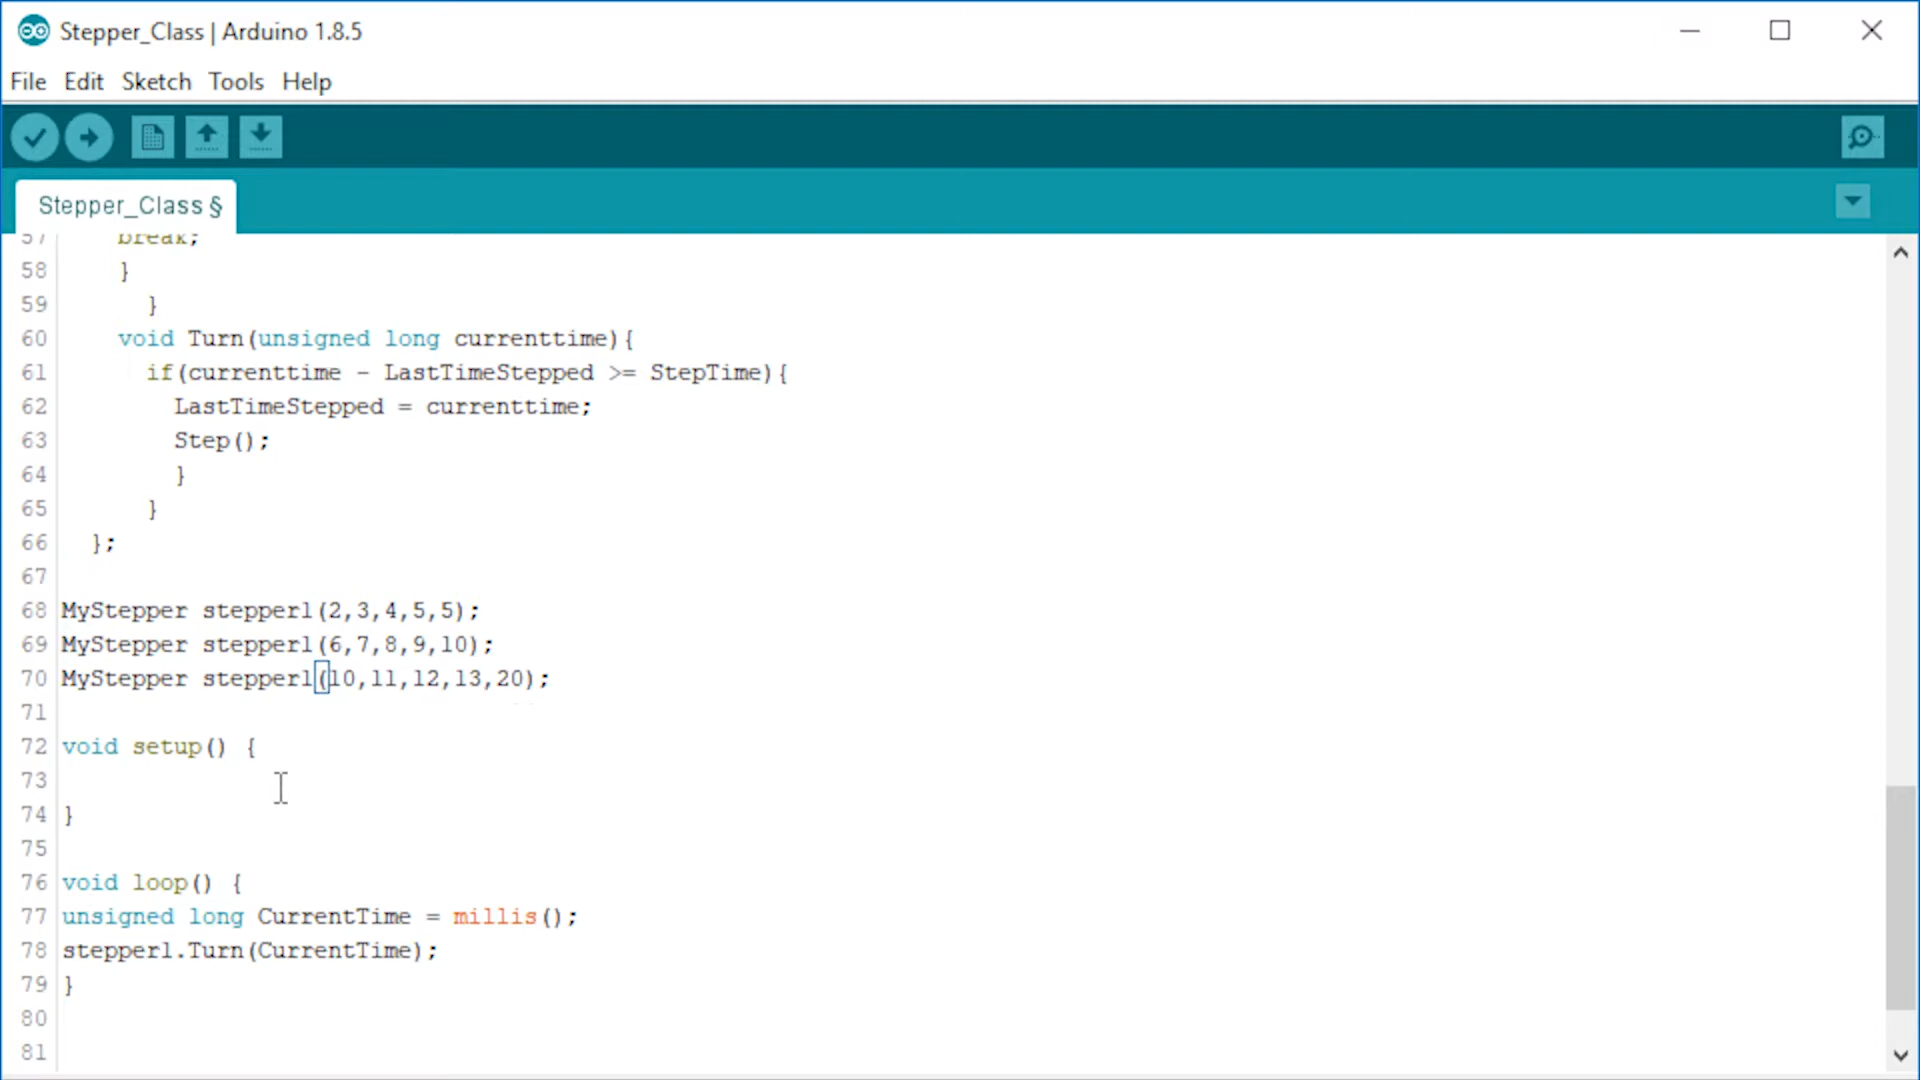 Stepper_Class | Arduino 1.8.5
File Edit Sketch Tools Help
Stepper_Class §
57 break;
58 }
59 }
60 void Turn(unsigned long currenttime){
61 if(currenttime - LastTimeStepped >= StepTime){
62 LastTimeStepped = currenttime;
63 Step();
64 }
65 }
66 };
67
68 MyStepper stepper1(2,3,4,5,5);
69 MyStepper stepper1(6,7,8,9,10);
70 MyStepper stepper1(10,11,12,13,20);
71
72 void setup() {
73
74 }
75
76 void loop() {
77 unsigned long CurrentTime = millis();
78 stepper1.Turn(CurrentTime);
79 }
80
81